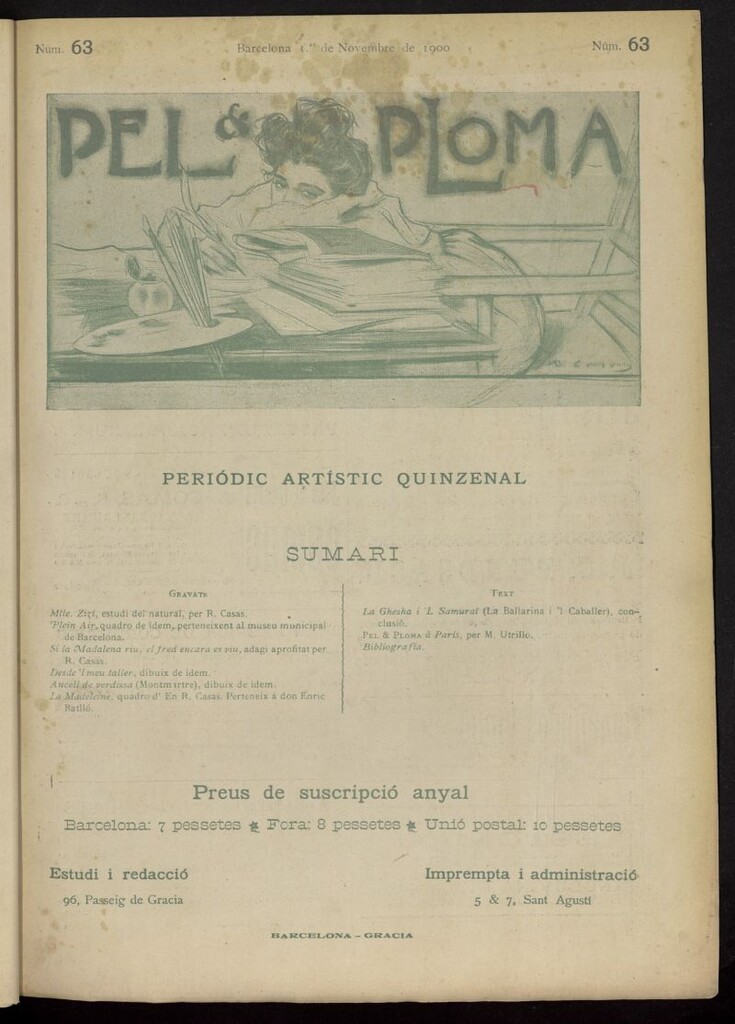 Núm. 63
Barcelona 1.er de Novembre de 1900
Núm. 63
PEL & PLOMA
R. Casas
PERIÓDIC ARTÍSTIC QUINZENAL
SUMARI
GRAVATS
Mlle. Zizi, estudi del natural, per R. Casas.
Plein Air, quadro de idem, perteneixent al museu municipal
de Barcelona.
Si la Madalena riu, el fred encara es viu, adagi aprofitat per
R. Casas.
Desde 'l meu taller, dibuix de idem.
Aucell de verdissa (Montmartre), dibuix de idem.
La Madeleine, quadro d' En R. Casas. Perteneix á don Enric
Batlló.
TEXT
La Ghesha i 'L Samurai (La Ballarina i 'l Caballer), con-
clusió.
PEL & PLOMA á París, per M. Utrillo.
Bibliografía.
Preus de suscripció anyal
Barcelona: 7 pessetes Fora: 8 pessetes Unió postal: 10 pessetes
Estudi i redacció
96, Passeig de Gracia
Imprempta i administració
5 & 7, Sant Agustí
BARCELONA - GRACIA